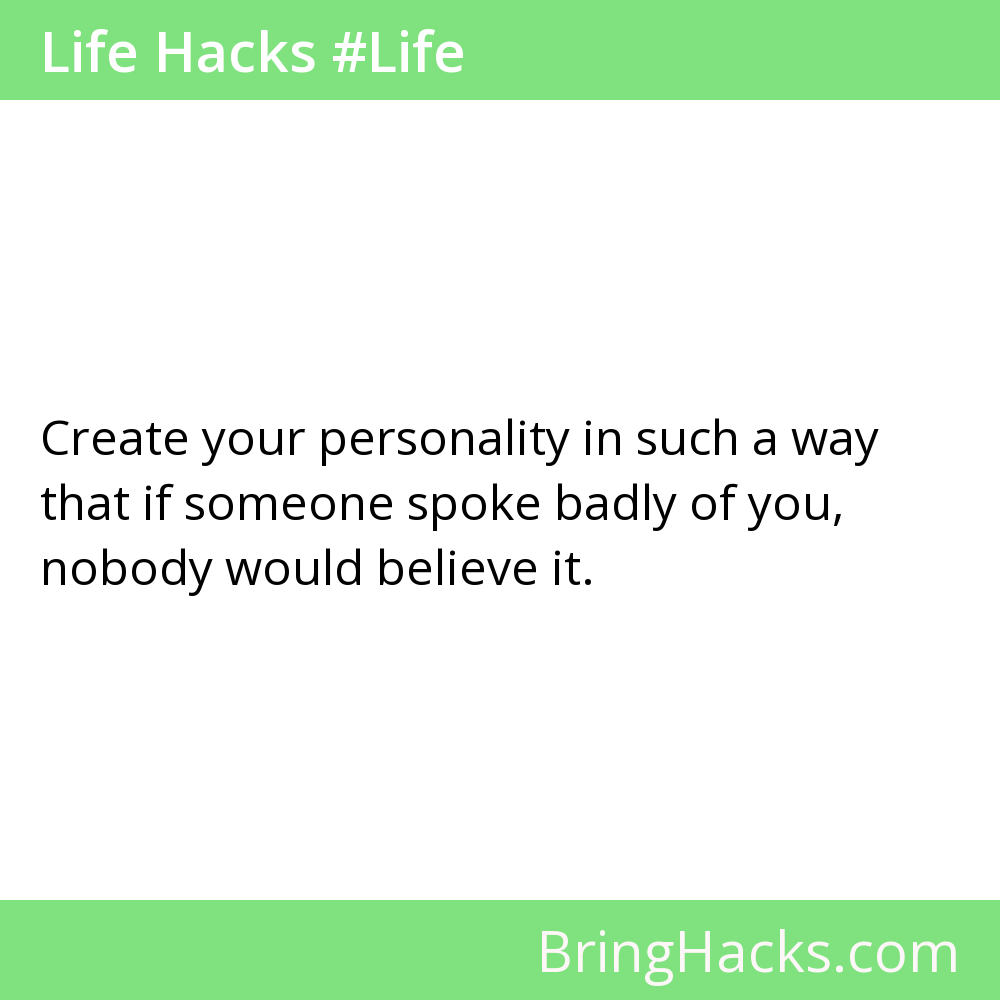 Life Hacks #Life
Create your personality in such a way
that if someone spoke badly of you,
nobody would believe it.
BringHacks.com